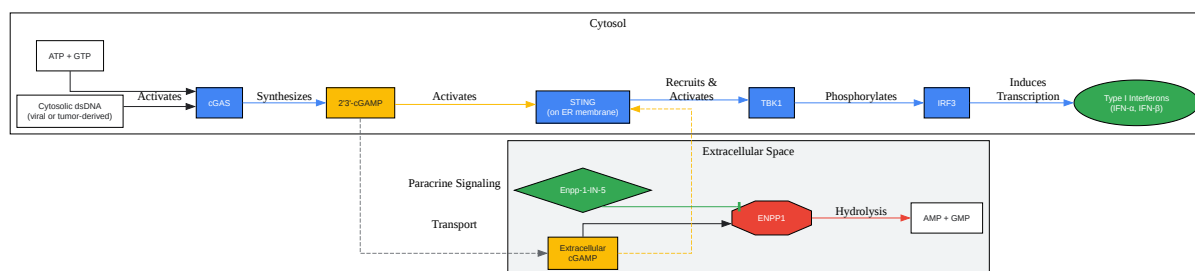 Cytosol
ATP + GTP
Cytosolic dsDNA
(viral or tumor-derived)
Activates
cGAS
Synthesizes
2'3'-cGAMP
Activates
STING
(on ER membrane)
Recruits &
Activates
TBK1
Phosphorylates
IRF3
Induces
Transcription
Type I Interferons
(IFN-α, IFN-β)
Extracellular Space
Paracrine Signaling
Enpp-1-IN-5
Transport
Extracellular
cGAMP
ENPP1
Hydrolysis
AMP + GMP